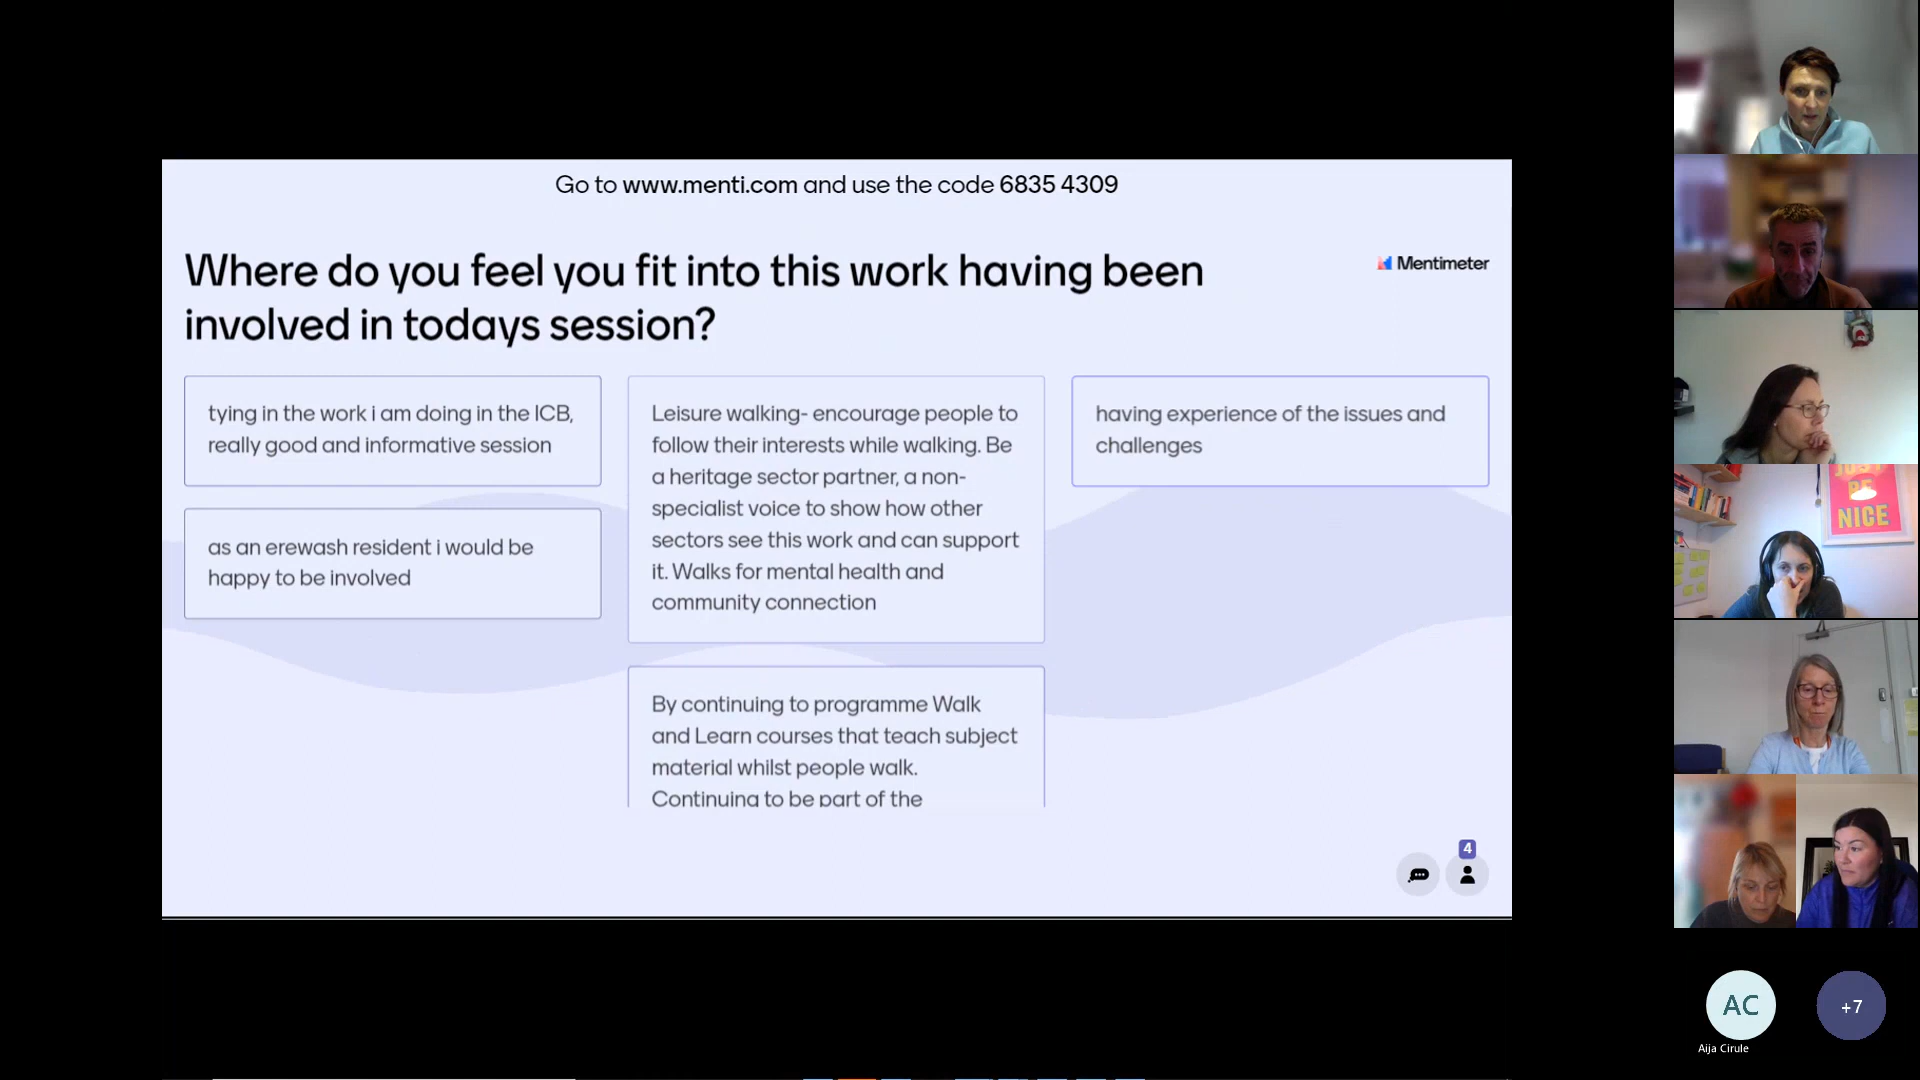 Go to www.menti.com and use the code 6835 4309
Where do you feel you fit into this work having been
involved in todays session?
Mentimeter
tying in the work i am doing in the ICB,
really good and informative session
as an erewash resident i would be
happy to be involved
Leisure walking- encourage people to
follow their interests while walking. Be
a heritage sector partner, a non-
specialist voice to show how other
sectors see this work and can support
it. Walks for mental health and
community connection
By continuing to programme Walk
and Learn courses that teach subject
material whilst people walk.
Continuing to be part of the
having experience of the issues and
challenges
4
JUST
BE
NICE
AC
Aija Cirule
+7